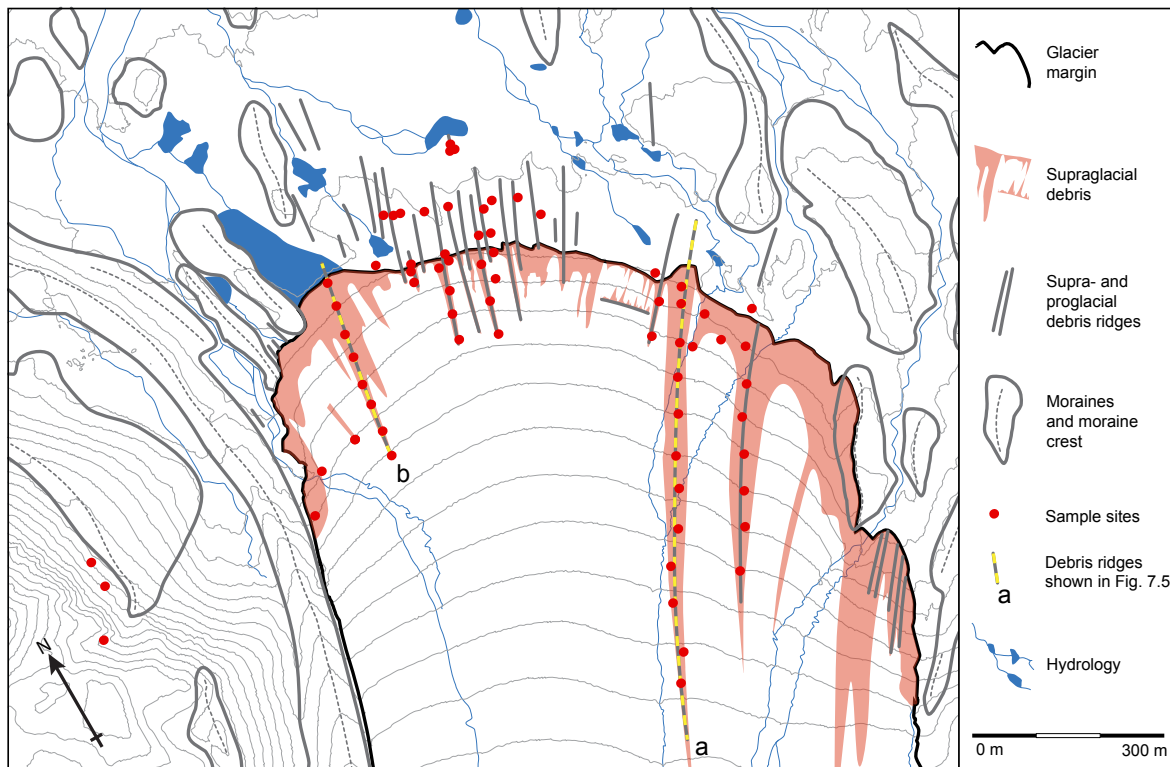 b
a
N
Glacier
margin
Supraglacial
debris
Supra- and
proglacial
debris ridges
Moraines
and moraine
crest
Sample sites
Debris ridges
shown in Fig. 7.5
a
Hydrology
0 m 300 m